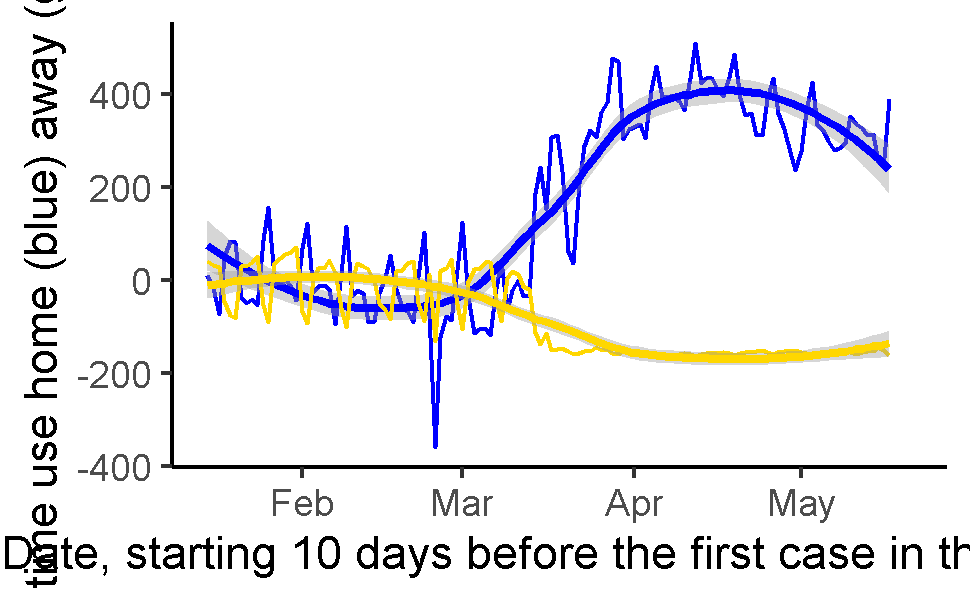 time use home (blue) away (
400
200
0
-200
-400
Feb Mar Apr May
Date, starting 10 days before the first case in th